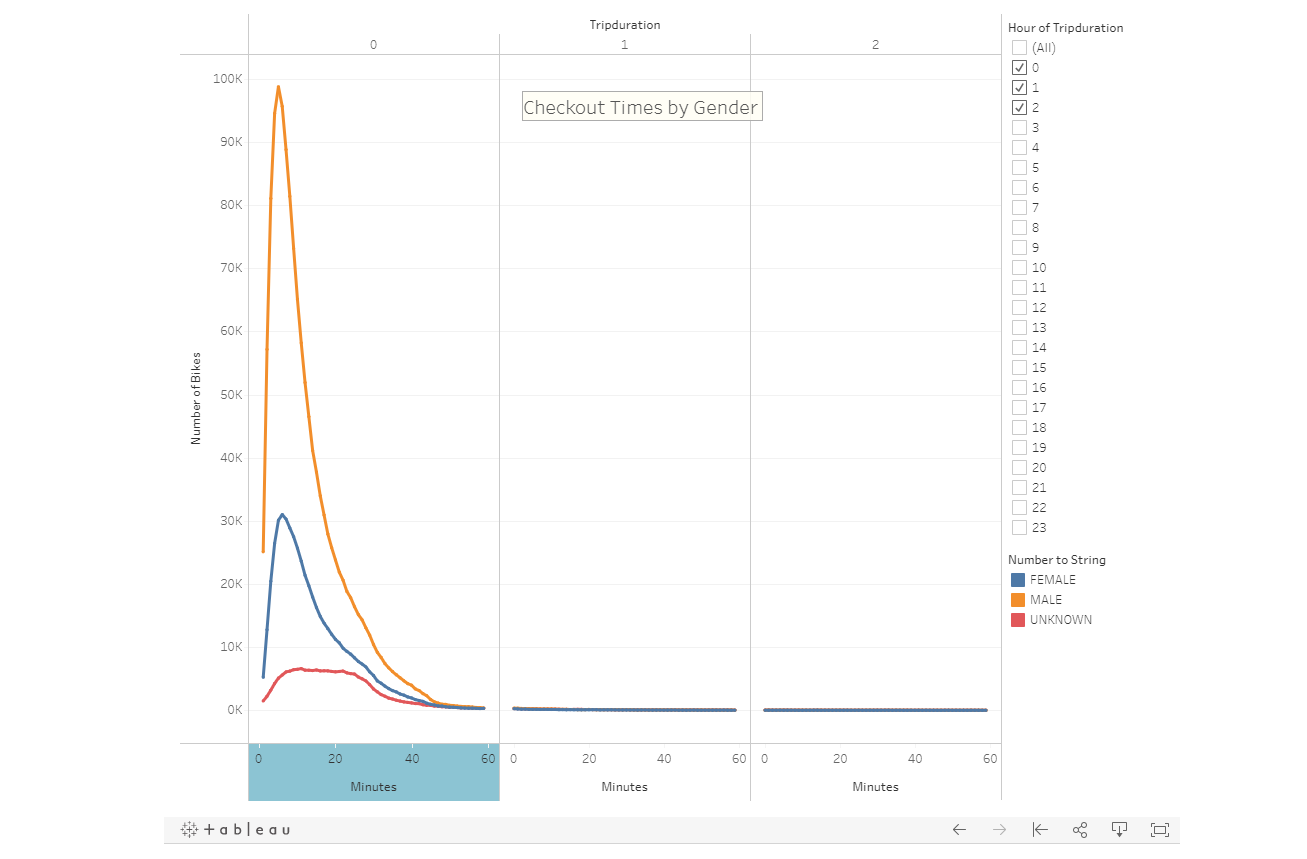 Tripduration
0 1 2
Checkout Times by Gender
100K
90K
80K
70K
60K
50K
40K
30K
20K
10K
0K
Number of Bikes
0 20 40 60 0 20 40 60 0 20 40 60
Minutes Minutes Minutes
Hour of Tripduration
(All)
0
1
2
3
4
5
6
7
8
9
10
11
12
13
14
15
16
17
18
19
20
21
22
23
Number to String
FEMALE
MALE
UNKNOWN
+ a b l e a u